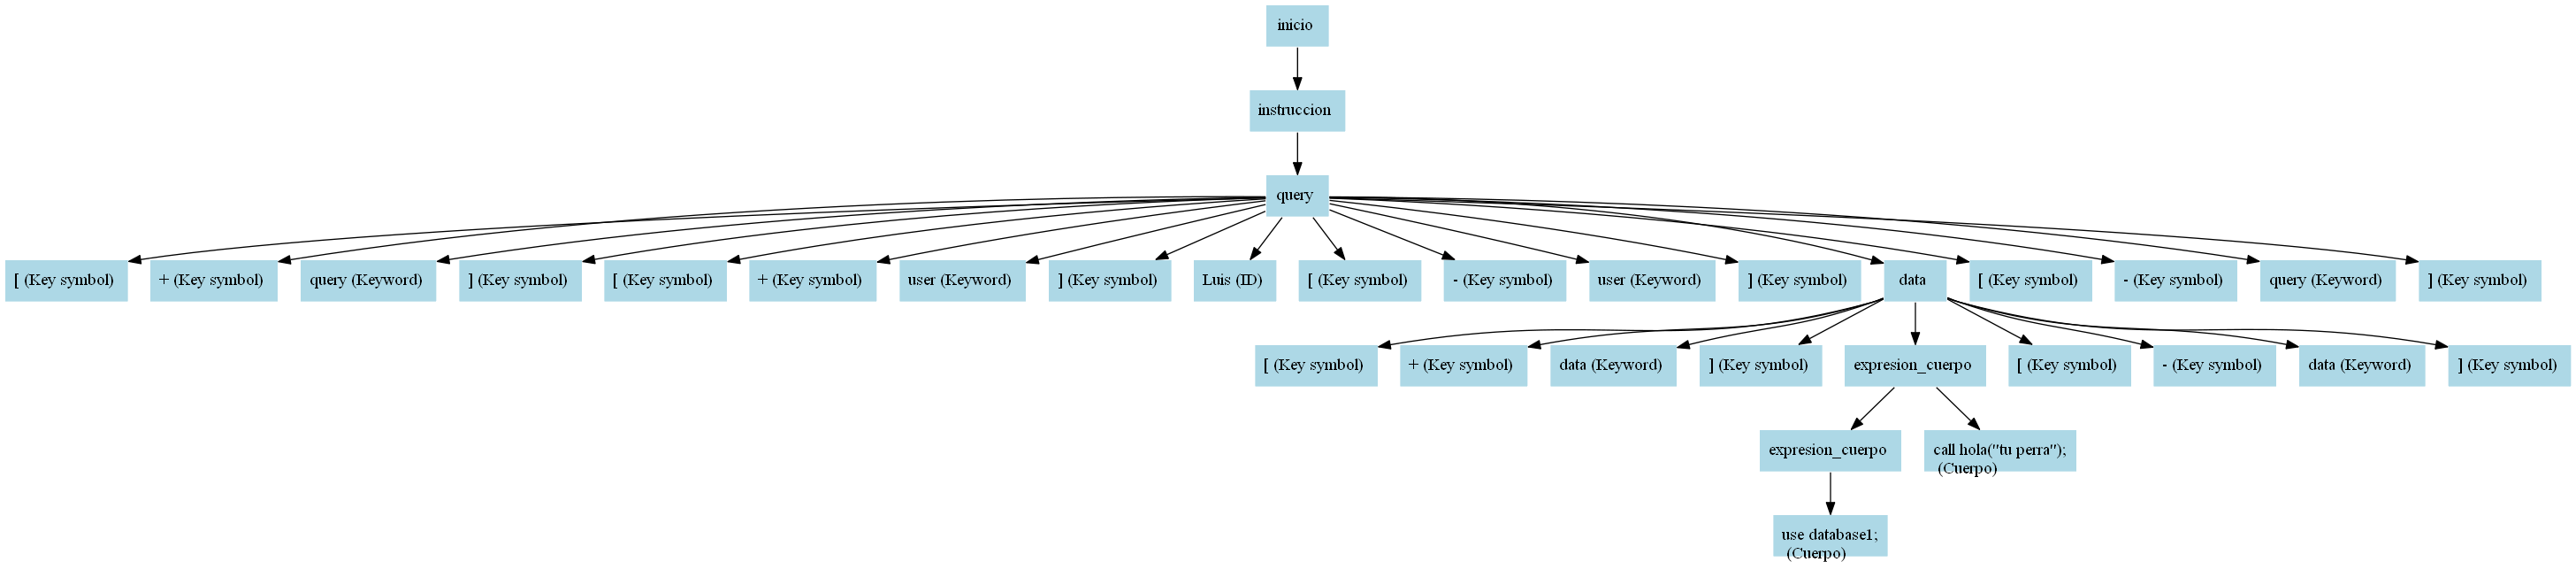 inicio
instruccion
query
[ (Key symbol)
+ (Key symbol)
query (Keyword)
] (Key symbol)
[ (Key symbol)
+ (Key symbol)
user (Keyword)
] (Key symbol)
Luis (ID)
[ (Key symbol)
- (Key symbol)
user (Keyword)
] (Key symbol)
data
[ (Key symbol)
- (Key symbol)
query (Keyword)
] (Key symbol)
[ (Key symbol)
+ (Key symbol)
data (Keyword)
] (Key symbol)
expresion_cuerpo
[ (Key symbol)
- (Key symbol)
data (Keyword)
] (Key symbol)
expresion_cuerpo
call hola("tu perra");
(Cuerpo)
use database1;
(Cuerpo)